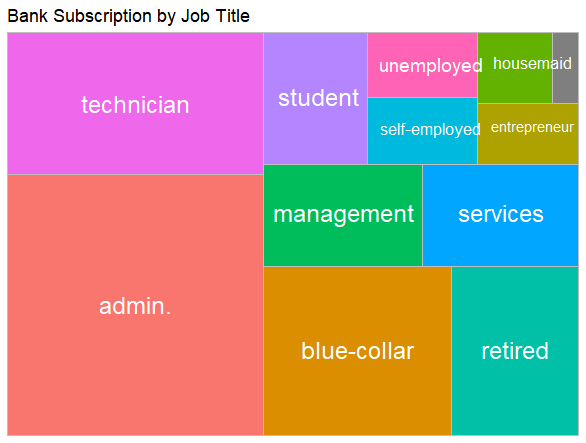 Bank Subscription by Job Title
technician
student
unemployed
housemaid
self-employed
entrepreneur
management
services
admin.
blue-collar
retired